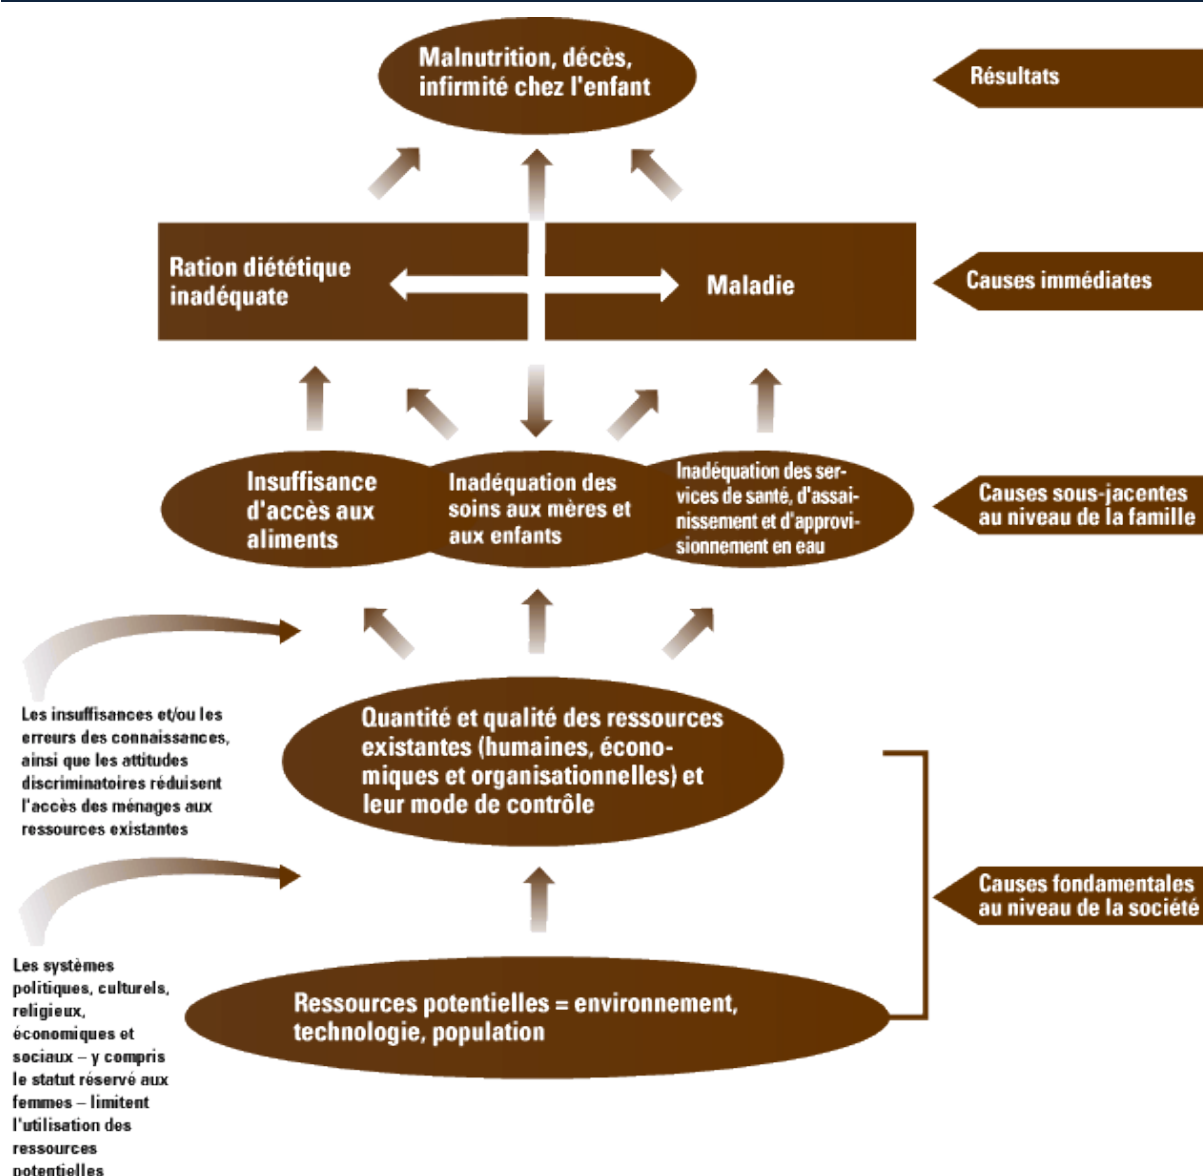 Malnutrition, décès,
infirmité chez l'enfant
Résultats
Ration diététique
inadéquate
Maladie
Causes immédiates
Insuffisance
d'accès aux
aliments
Inadéquation des
soins aux mères et
aux enfants
Inadéquation des ser-
vices de santé, d'assai-
nissement et d'approvi-
sionnement en eau
Causes sous-jacentes
au niveau de la famille
Les insuffisances et/ou les
erreurs des connaissances,
ainsi que les attitudes
discriminatoires réduisent
l'accès des ménages aux
ressources existantes
Quantité et qualité des ressources
existantes (humaines, écono-
miques et organisationnelles) et
leur mode de contrôle
Causes fondamentales
au niveau de la société
Les systèmes
politiques, culturels,
religieux,
économiques et
sociaux – y compris
le statut réservé aux
femmes – limitent
l'utilisation des
ressources
potentielles
Ressources potentielles = environnement,
technologie, population